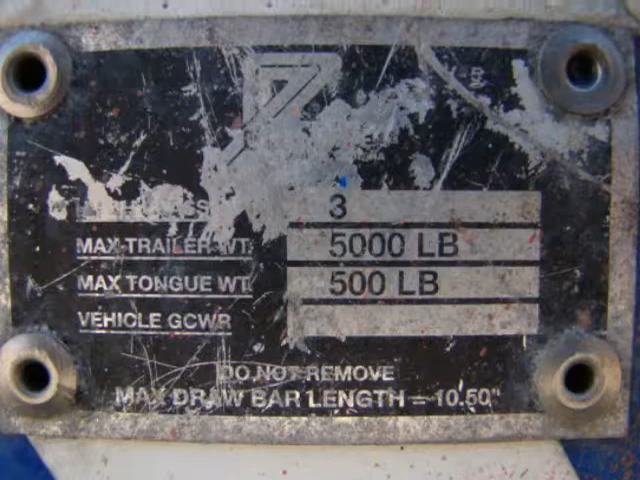 3
MAX TRAILER WT. 5000 LB
MAX TONGUE WT. 500 LB
VEHICLE GCWR
DO NOT REMOVE
MAX DRAW BAR LENGTH = 10.50"